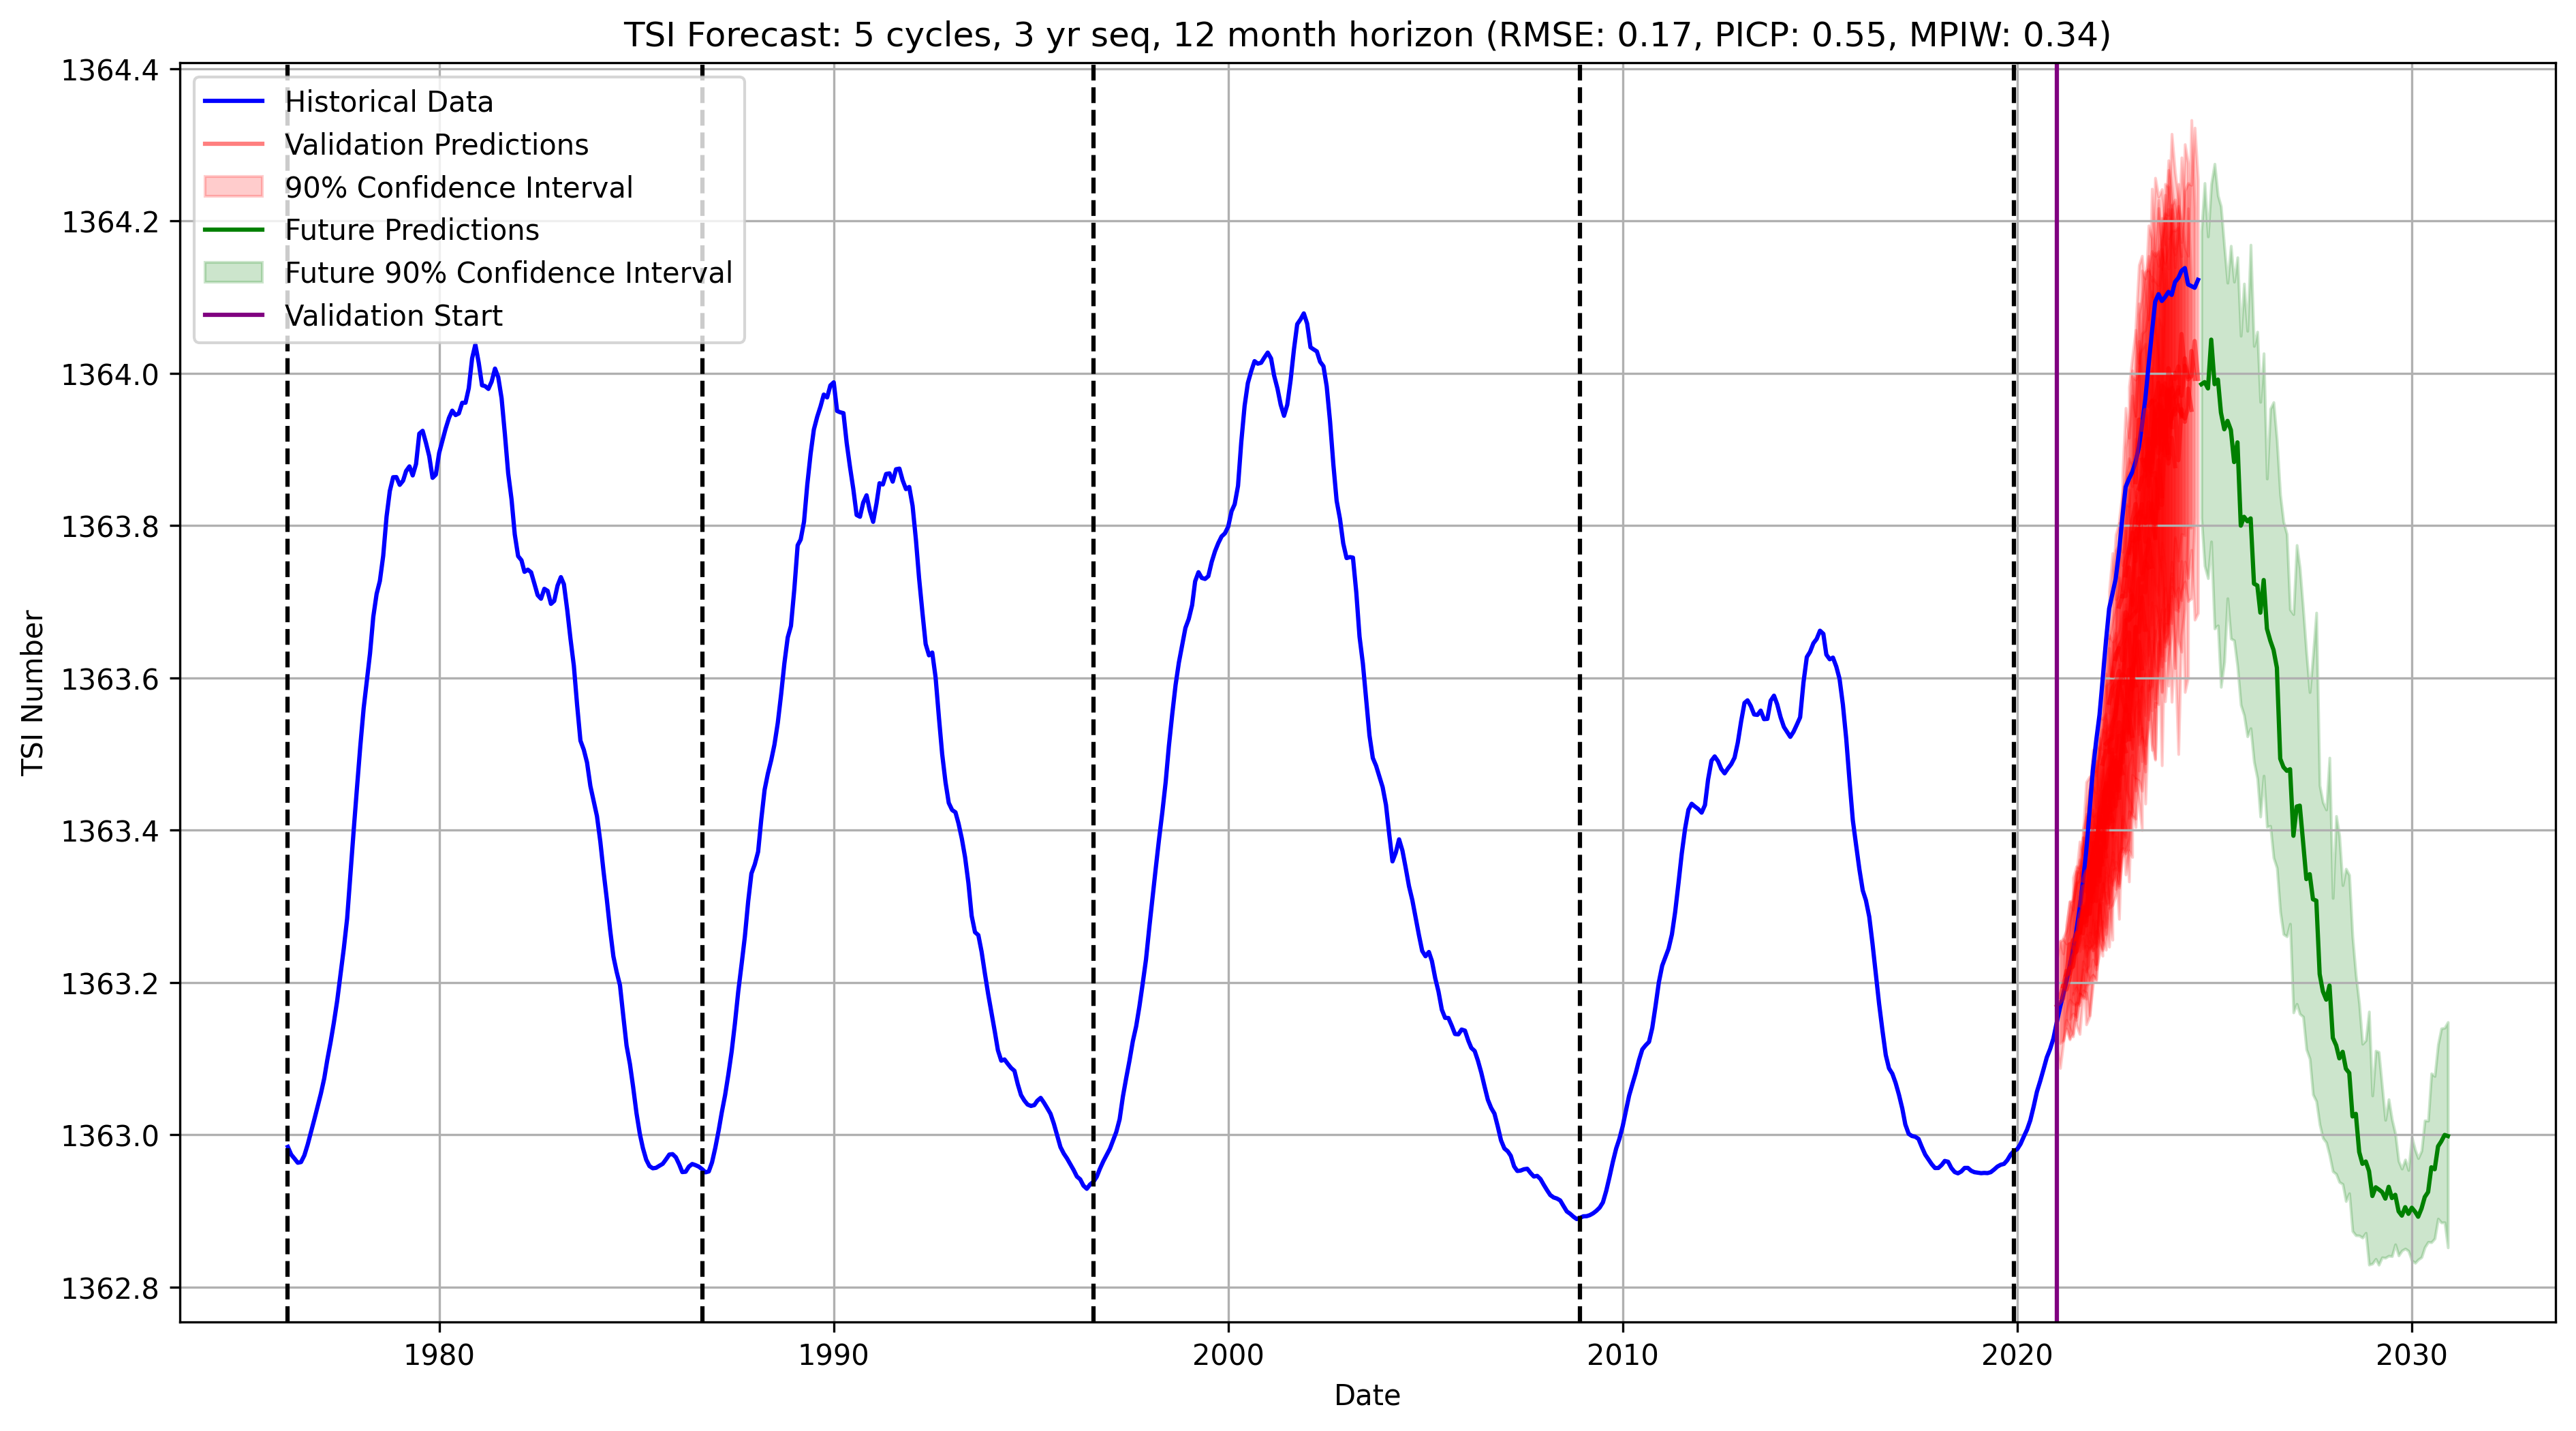 TSI Forecast: 5 cycles, 3 yr seq, 12 month horizon (RMSE: 0.17, PICP: 0.55, MPIW: 0.34)
Historical Data
Validation Predictions
90% Confidence Interval
Future Predictions
Future 90% Confidence Interval
Validation Start
TSI Number
1364.4
1364.2
1364.0
1363.8
1363.6
1363.4
1363.2
1363.0
1362.8
1980 1990 2000 2010 2020 2030
Date